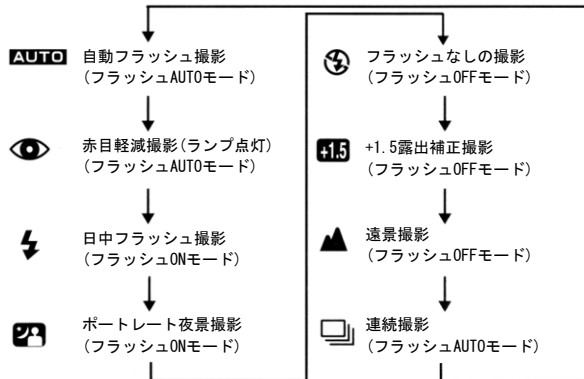 AUTO 自動フラッシュ撮影
(フラッシュAUTOモード)
赤目軽減撮影(ランプ点灯)
(フラッシュAUTOモード)
日中フラッシュ撮影
(フラッシュONモード)
ポートレート夜景撮影
(フラッシュONモード)
フラッシュなしの撮影
(フラッシュOFFモード)
+1.5 +1.5露出補正撮影
(フラッシュOFFモード)
遠景撮影
(フラッシュOFFモード)
連続撮影
(フラッシュAUTOモード)